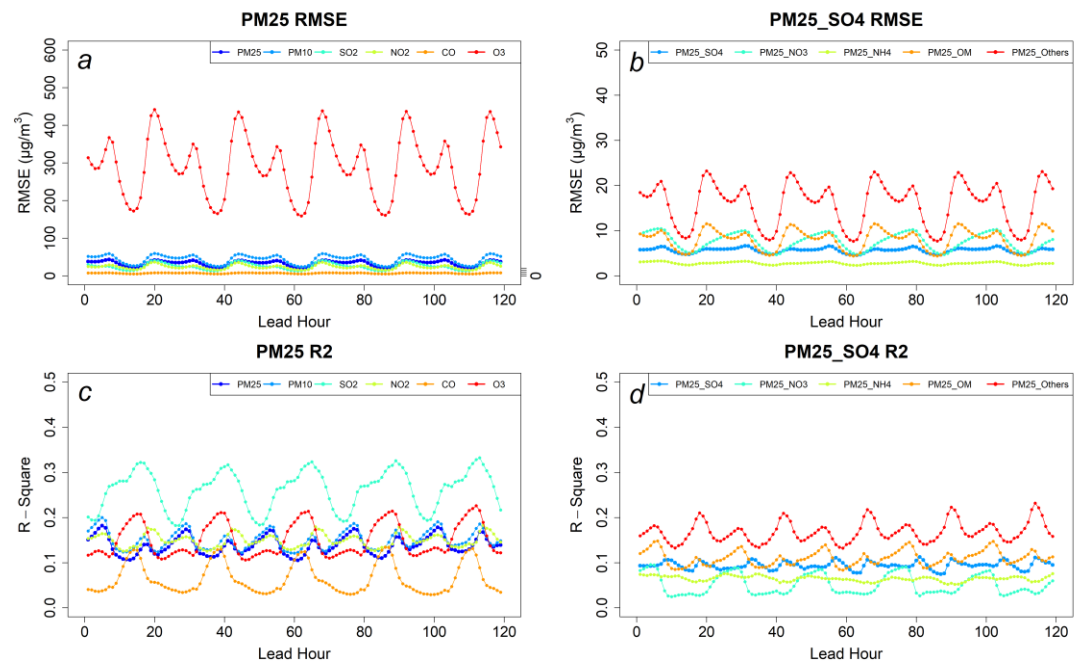 PM25 RMSE
a
PM25 PM10 SO2 NO2 CO O3
RMSE (µg/m3)
600
500
400
300
200
100
0
0
0 20 40 60 80 100 120
Lead Hour
PM25_SO4 RMSE
b
PM25_SO4 PM25_NO3 PM25_NH4 PM25_OM PM25_Others
RMSE (µg/m3)
50
40
30
20
10
0
0 20 40 60 80 100 120
Lead Hour
PM25 R2
c
PM25 PM10 SO2 NO2 CO O3
R−Square
0.5
0.4
0.3
0.2
0.1
0.0
0 20 40 60 80 100 120
Lead Hour
PM25_SO4 R2
d
PM25_SO4 PM25_NO3 PM25_NH4 PM25_OM PM25_Others
R−Square
0.5
0.4
0.3
0.2
0.1
0.0
0 20 40 60 80 100 120
Lead Hour